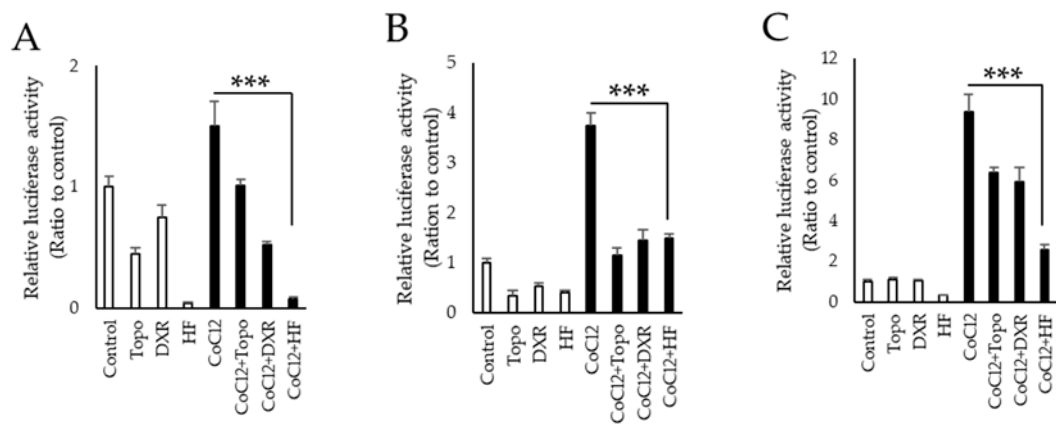 A
Relative luciferase activity
(Ratio to control)
2
1
0
***
Control
Topo
DXR
HF
CoCl2
CoCl2+Topo
CoCl2+DXR
CoCl2+HF
B
Relative luciferase activity
(Ration to control)
5
4
3
2
1
0
***
Control
Topo
DXR
HF
CoCl2
CoCl2+Topo
CoCl2+DXR
CoCl2+HF
C
Relative luciferase activity
(Ratio to control)
12
10
8
6
4
2
0
***
Control
Topo
DXR
HF
CoCl2
CoCl2+Topo
CoCl2+DXR
CoCl2+HF